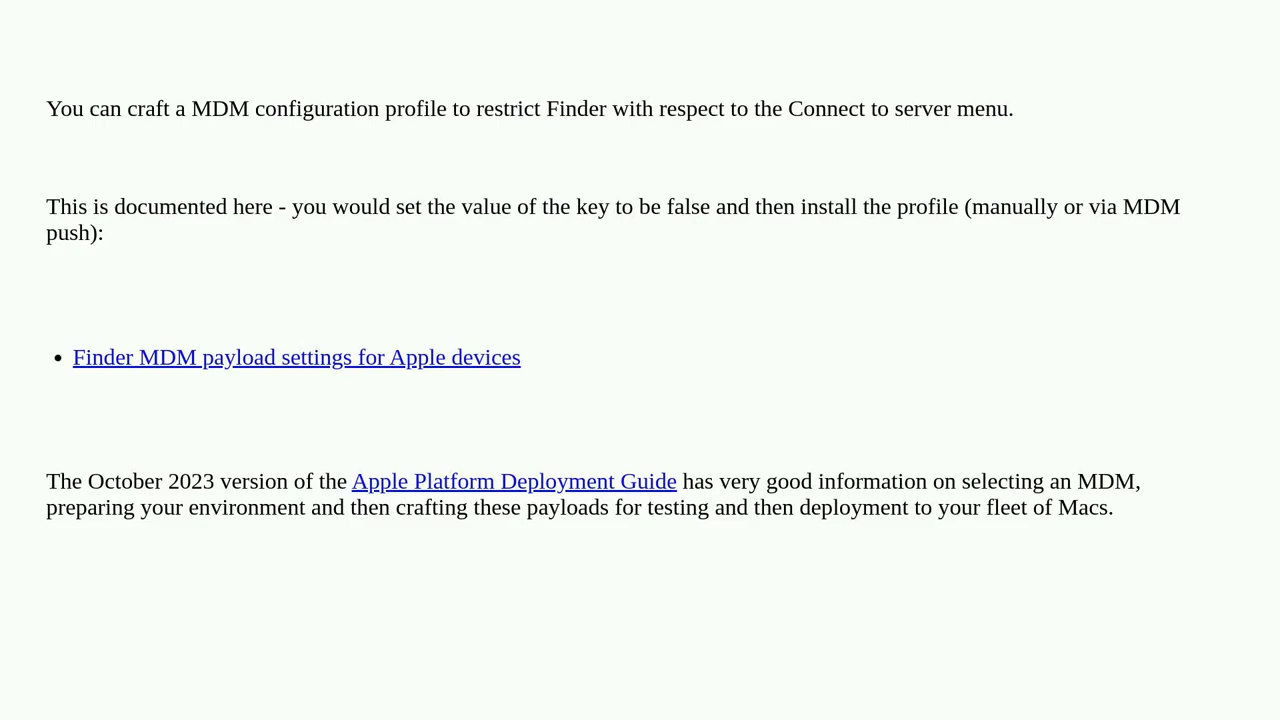 You can craft a MDM configuration profile to restrict Finder with respect to the Connect to server menu.
This is documented here - you would set the value of the key to be false and then install the profile (manually or via MDM
push):
• Finder MDM payload settings for Apple devices
The October 2023 version of the Apple Platform Deployment Guide has very good information on selecting an MDM,
preparing your environment and then crafting these payloads for testing and then deployment to your fleet of Macs.